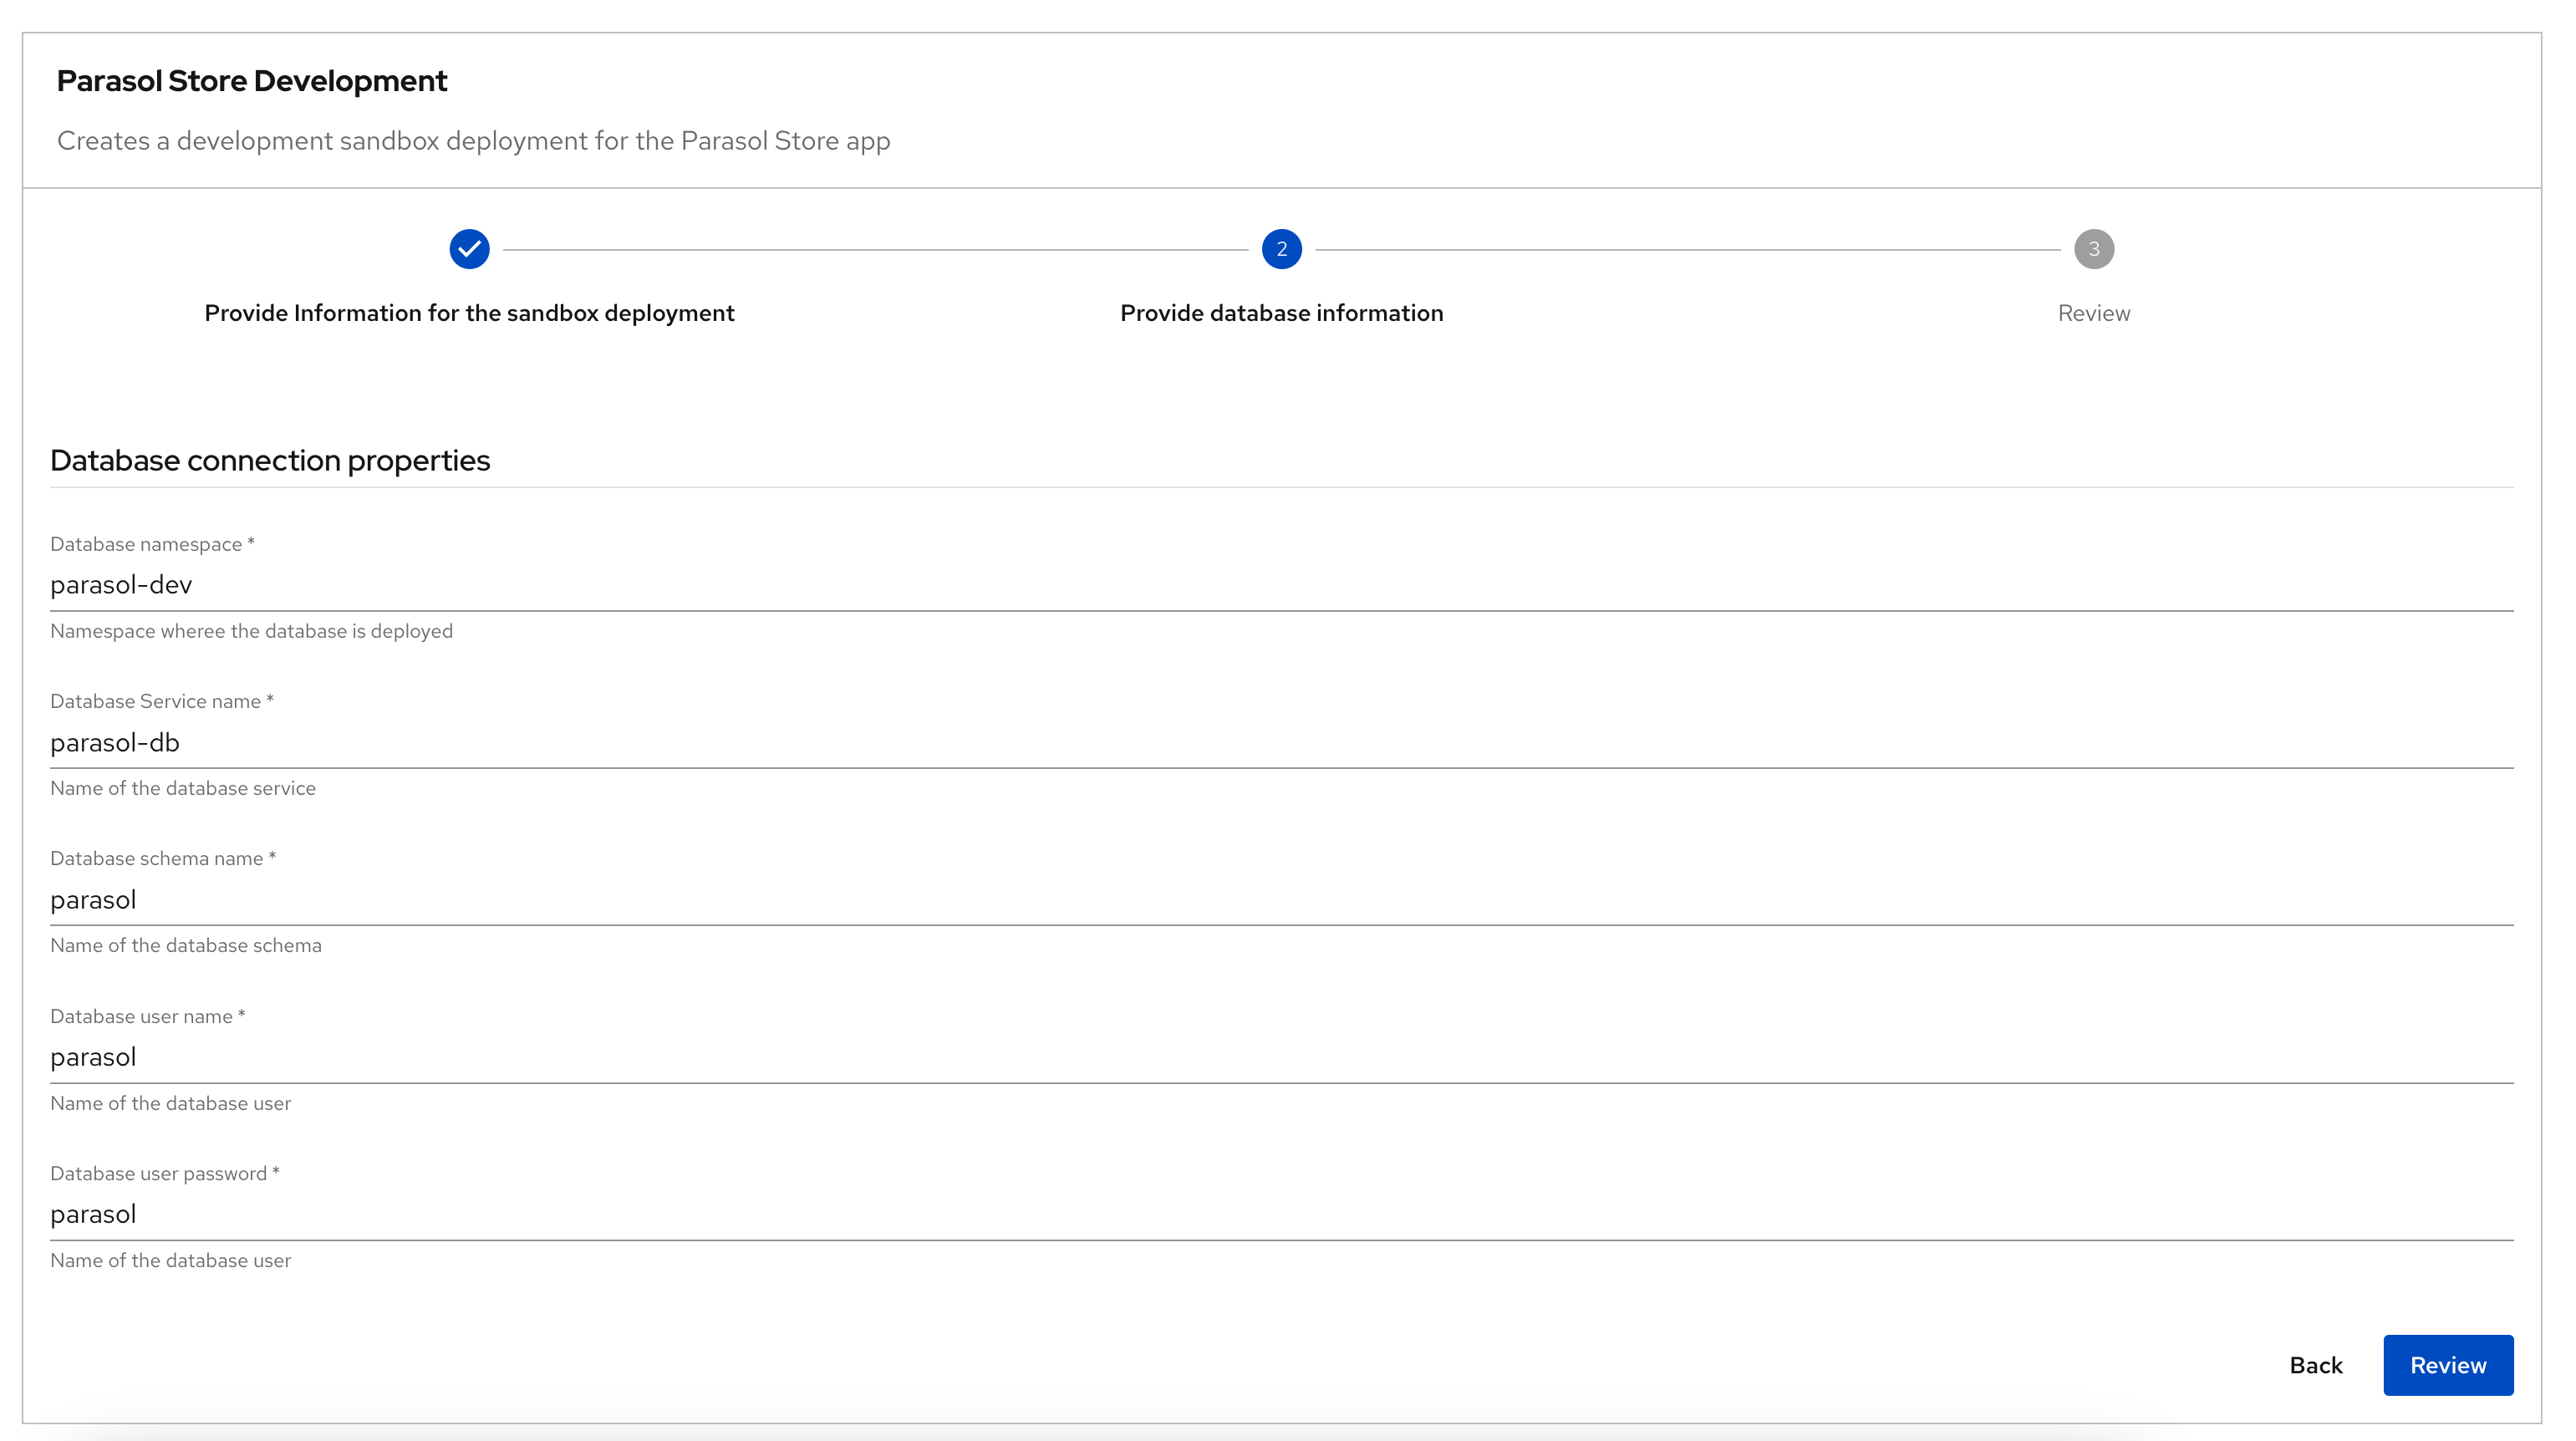 Parasol Store Development
Creates a development sandbox deployment for the Parasol Store app
2
3
Provide Information for the sandbox deployment
Provide database information
Review
Database connection properties
Database namespace *
parasol-dev
Namespace wheree the database is deployed
Database Service name *
parasol-db
Name of the database service
Database schema name *
parasol
Name of the database schema
Database user name *
parasol
Name of the database user
Database user password *
parasol
Name of the database user
Back
Review